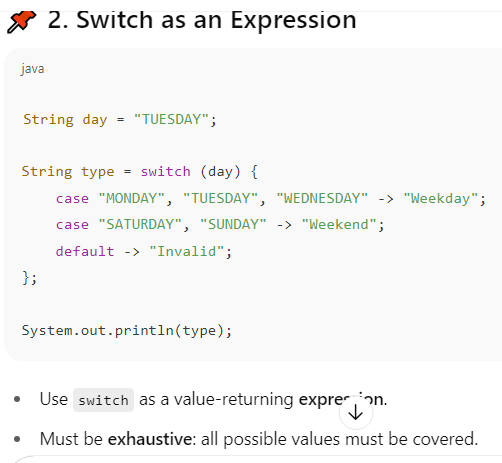 2. Switch as an Expression
java
String day = "TUESDAY";
String type = switch (day) {
    case "MONDAY", "TUESDAY", "WEDNESDAY" -> "Weekday";
    case "SATURDAY", "SUNDAY" -> "Weekend";
    default -> "Invalid";
};
System.out.println(type);
Use switch as a value-returning expression.
Must be exhaustive: all possible values must be covered.